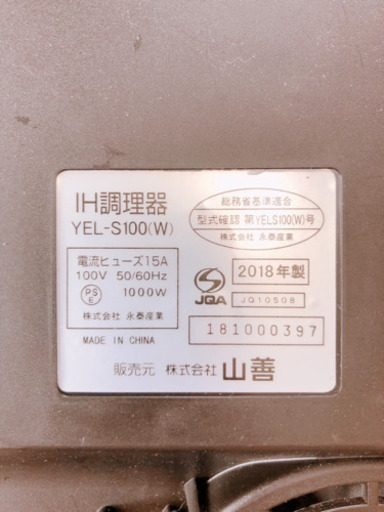 IH調理器
YEL-S100(W)
電流ヒューズ15A
100V 50/60Hz
PS
E
1000W
株式会社 永泰産業
MADE IN CHINA
総務省基準適合
型式確認 第YELS100(W)号
株式会社 永泰産業
JQA
2018年製
JQ10508
181000397
販売元 株式会社 山善